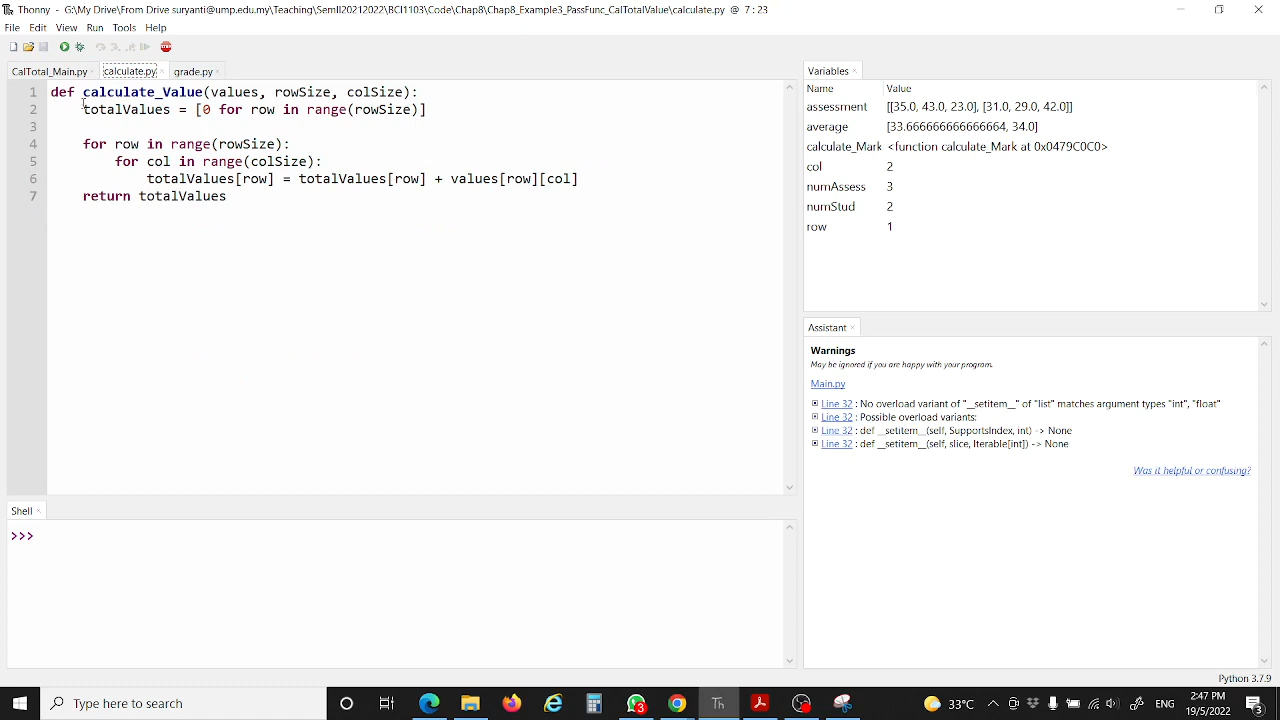 Thonny - G:\My Drive\From Drive suryanti@ump.edu.my\Teaching\SemII20212022\BCI1103\Code\Chap8\Chap8_Example3_PassFunc_CalTotalValue\calculate.py @ 7 : 23
File Edit View Run Tools Help
CalTotal_Main.py calculate.py grade.py
1 def calculate_Value(values, rowSize, colSize):
2 totalValues = [0 for row in range(rowSize)]
3
4 for row in range(rowSize):
5 for col in range(colSize):
6 totalValues[row] = totalValues[row] + values[row][col]
7 return totalValues
Variables
Name Value
assessment [[35.0, 43.0, 23.0], [31.0, 29.0, 42.0]]
average [33.666666666666664, 34.0]
calculate_Mark <function calculate_Mark at 0x0479C0C0>
col 2
numAssess 3
numStud 2
row 1
Assistant
Warnings
May be ignored if you are happy with your program.
Main.py
Line 32 : No overload variant of "__setitem__" of "list" matches argument types "int", "float"
Line 32 : Possible overload variants:
Line 32 : def __setitem__(self, SupportsIndex, int) -> None
Line 32 : def __setitem__(self, slice, Iterable[int]) -> None
Was it helpful or confusing?
Shell
>>>
Python 3.7.9
Type here to search
3
Th
33°C
ENG
2:47 PM
19/5/2022
3